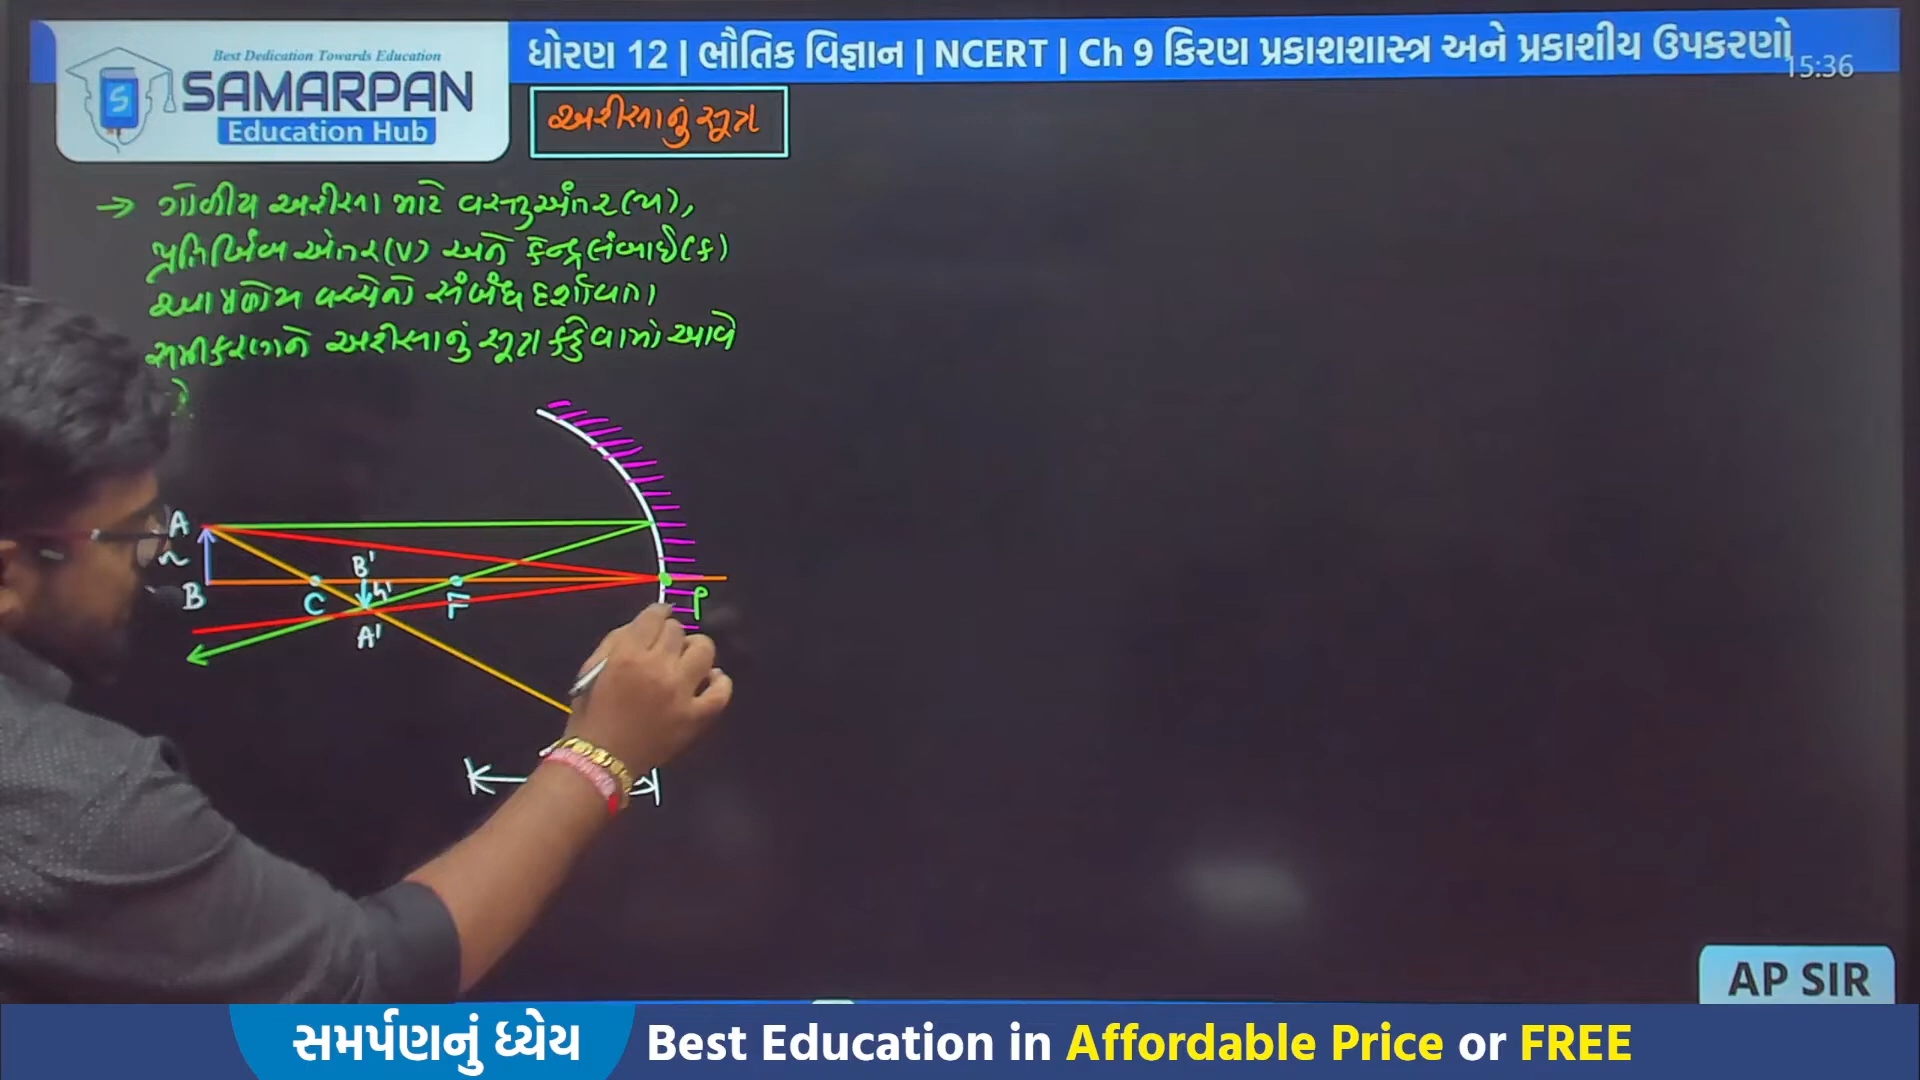 Best Dedication Towards Education
SAMARPAN
Education Hub
ધોરણ 12 | ભૌતિક વિજ્ઞાન | NCERT | Ch 9 કિરણ પ્રકાશશાસ્ત્ર અને પ્રકાશીય ઉપકરણો
15:36
અરીસાનું સૂત્ર
→ ગોળીય અરીસા માટે વસ્તુઅંતર(u),
પ્રતિબિંબ અંતર(v) અને કેન્દ્રલંબાઈ(f)
આ વચ્ચેનો સંબંધ દર્શાવતા
સમીકરણને અરીસાનું સૂત્ર કહેવામાં આવે
છે.
A
B'
h'
B
C
F
P
A'
AP SIR
સમર્પણનું ધ્યેય
Best Education in Affordable Price or FREE